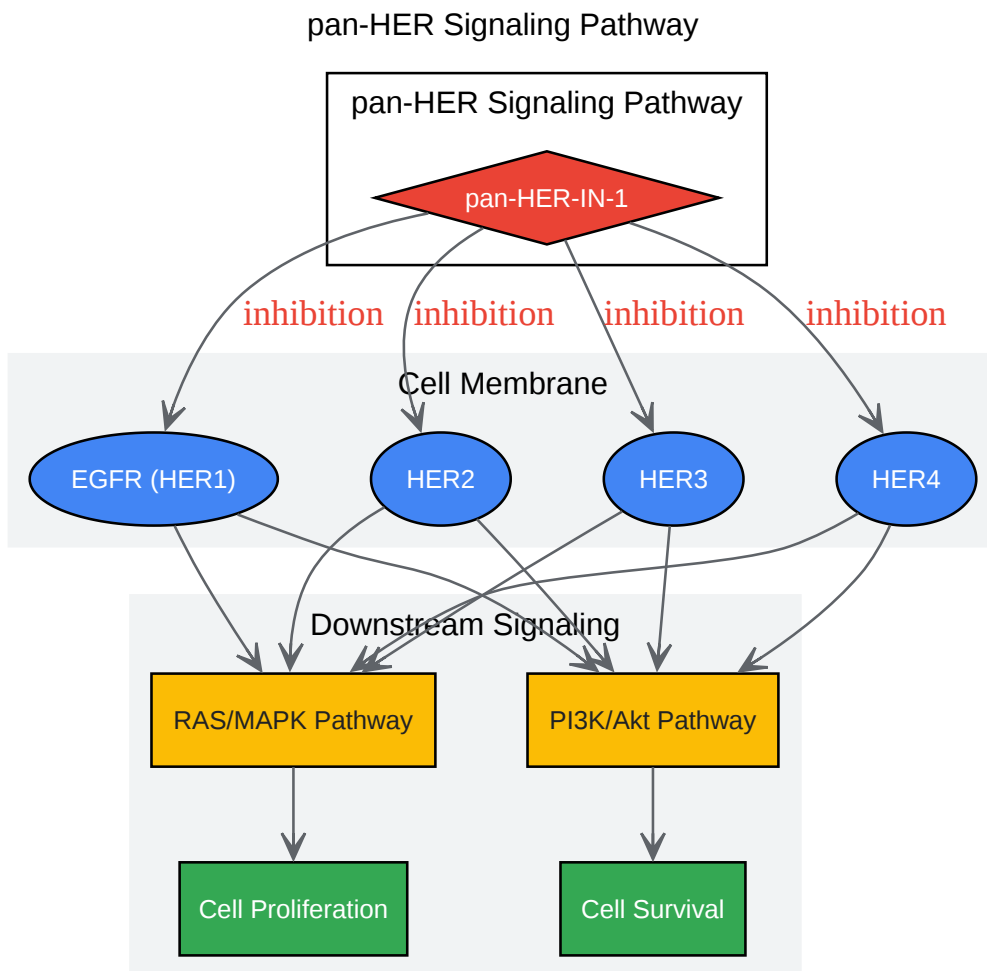 pan-HER Signaling Pathway
pan-HER Signaling Pathway
pan-HER-IN-1
inhibition
inhibition
inhibition
inhibition
Cell Membrane
EGFR (HER1)
HER2
HER3
HER4
Downstream Signaling
RAS/MAPK Pathway
PI3K/Akt Pathway
Cell Proliferation
Cell Survival